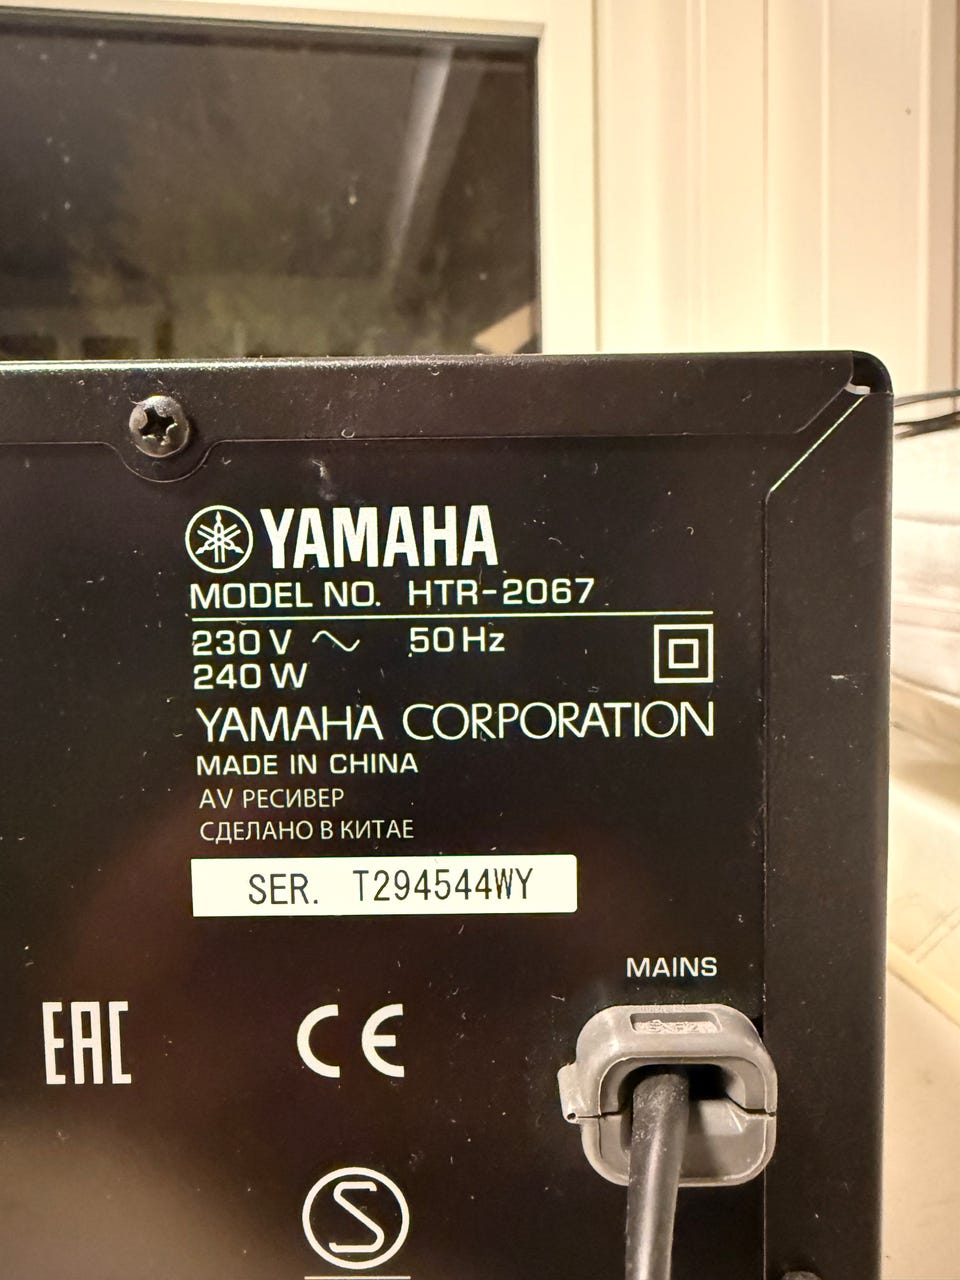 YAMAHA
MODEL NO. HTR-2067
230 V ~ 50 Hz
240 W
YAMAHA CORPORATION
MADE IN CHINA
AV РЕСИВЕР
СДЕЛАНО В КИТАЕ
SER. T294544WY
MAINS
EAC
CE
S